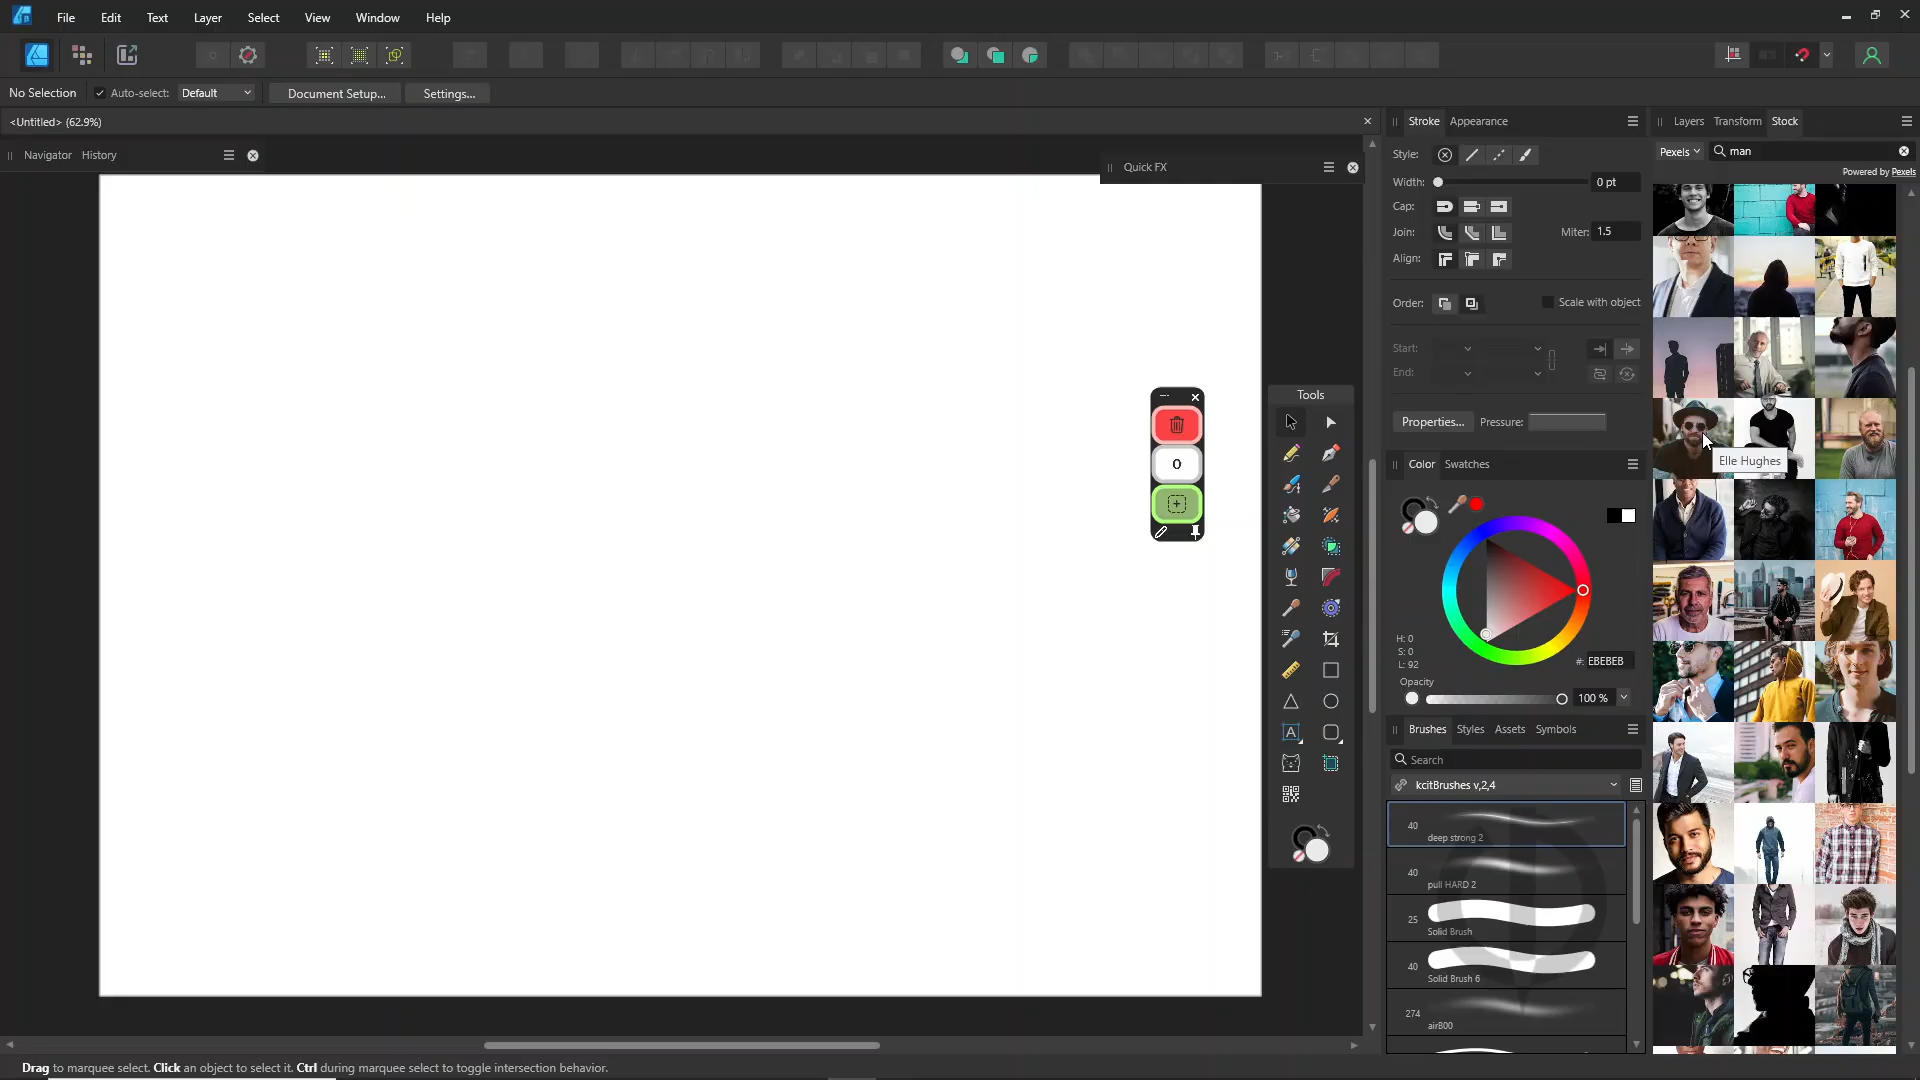 File Edit Text Layer Select View Window Help
No Selection Auto-select: Default Document Setup... Settings...
<Untitled> (62.9%)
Navigator History
Quick FX
Tools
0
Stroke Appearance
Style:
Width: 0 pt
Cap:
Join: Miter: 1.5
Align:
Order: Scale with object
Start:
End:
Properties... Pressure:
Color Swatches
H: 0
S: 0
L: 92
#: EBEBEB
Opacity
100 %
Brushes Styles Assets Symbols
Search
kcitBrushes v,2,4
40
deep strong 2
40
pull HARD 2
25
Solid Brush
40
Solid Brush 6
274
air800
Layers Transform Stock
Pexels man
Powered by Pexels
Elle Hughes
Drag to marquee select. Click an object to select it. Ctrl during marquee select to toggle intersection behavior.